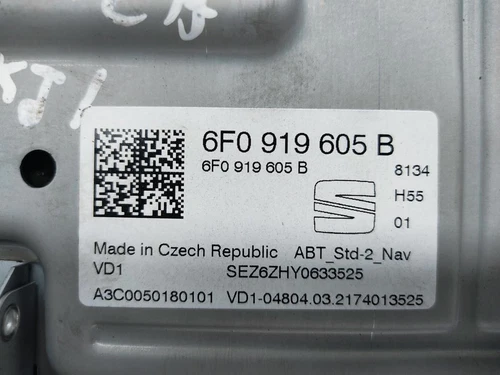 6F0 919 605 B
6F0 919 605 B
8134
H55
01
Made in Czech Republic ABT_Std-2_Nav
VD1 SEZ6ZHY0633525
A3C0050180101 VD1-04804.03.2174013525